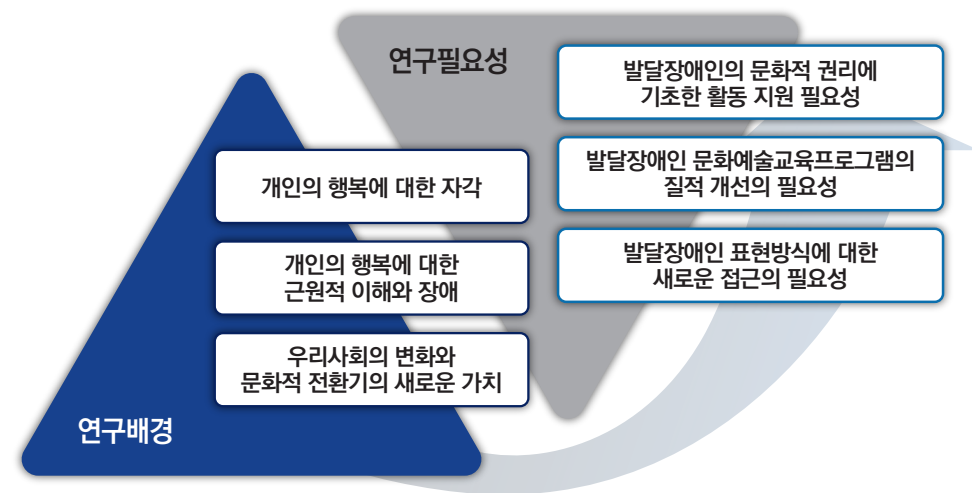 연구필요성
발달장애인의 문화적 권리에
기초한 활동 지원 필요성
발달장애인 문화예술교육프로그램의
질적 개선의 필요성
발달장애인 표현방식에 대한
새로운 접근의 필요성
개인의 행복에 대한 자각
개인의 행복에 대한
근원적 이해와 장애
우리사회의 변화와
문화적 전환기의 새로운 가치
연구배경